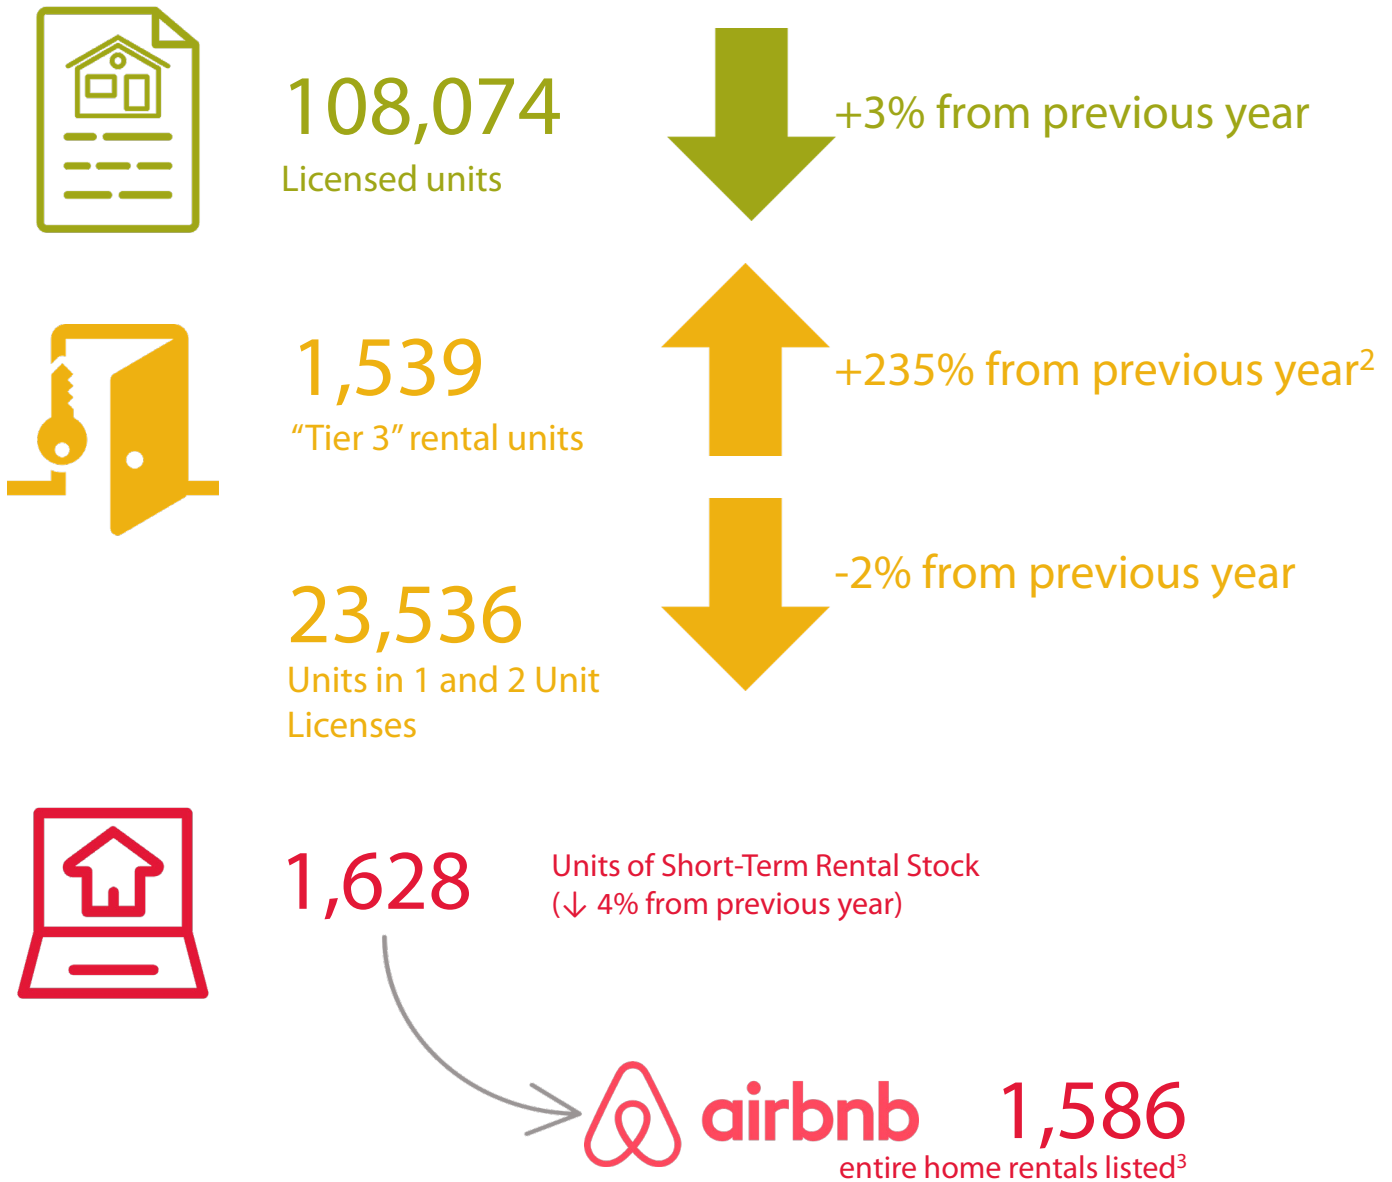 108,074
Licensed units
+3% from previous year
1,539
“Tier 3” rental units
+235% from previous year²
23,536
Units in 1 and 2 Unit
Licenses
-2% from previous year
1,628
Units of Short-Term Rental Stock
(↓ 4% from previous year)
airbnb
1,586
entire home rentals listed³